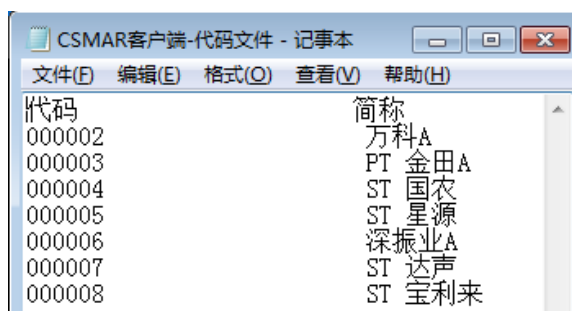 CSMAR客户端-代码文件 - 记事本
文件(F) 编辑(E) 格式(O) 查看(V) 帮助(H)
代码 简称
000002 万科A
000003 PT 金田A
000004 ST 国农
000005 ST 星源
000006 深振业A
000007 ST 达声
000008 ST 宝利来